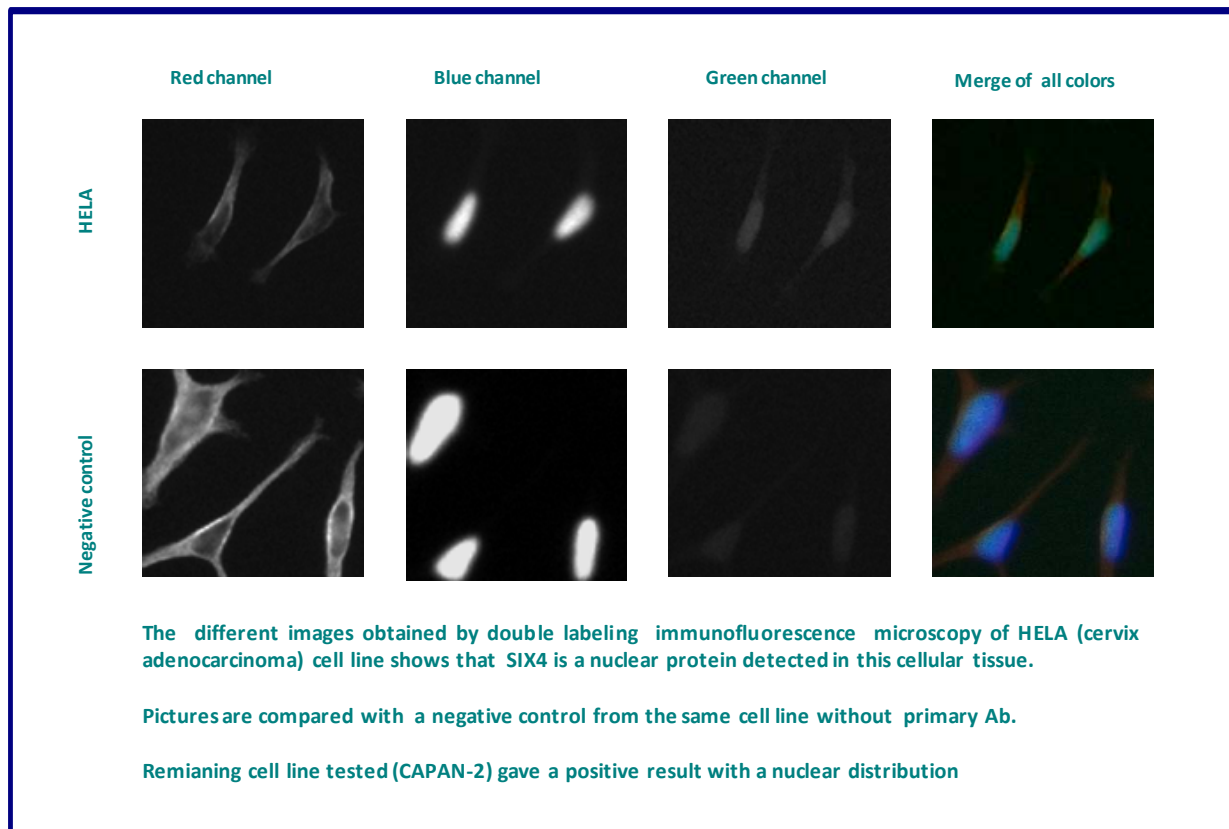 Red channel
Blue channel
Green channel
Merge of all colors
HELA
Negative control
The different images obtained by double labeling immunofluorescence microscopy of HELA (cervix
adenocarcinoma) cell line shows that SIX4 is a nuclear protein detected in this cellular tissue.
Pictures are compared with a negative control from the same cell line without primary Ab.
Remianing cell line tested (CAPAN-2) gave a positive result with a nuclear distribution